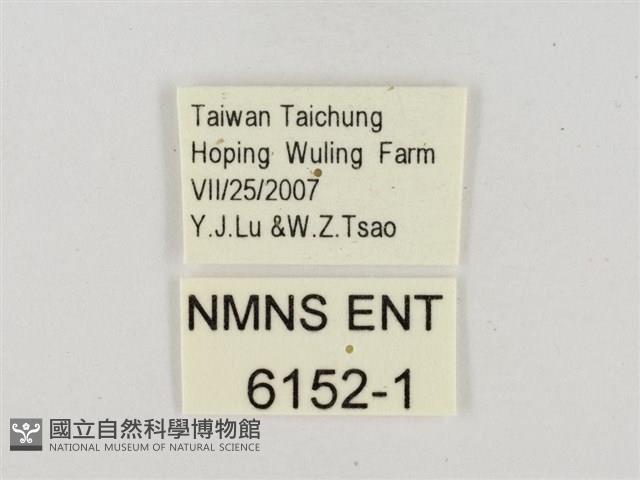 Taiwan Taichung
Hoping Wuling Farm
VII/25/2007
Y.J.Lu &W.Z.Tsao
NMNS ENT
6152-1
國立自然科學博物館
NATIONAL MUSEUM OF NATURAL SCIENCE